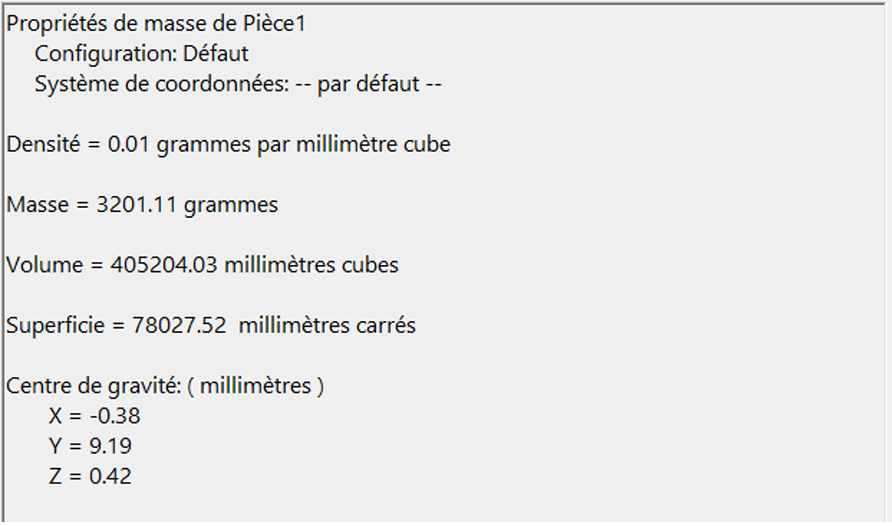 Propriétés de masse de Pièce1
Configuration: Défaut
Système de coordonnées: -- par défaut --
Densité = 0.01 grammes par millimètre cube
Masse = 3201.11 grammes
Volume = 405204.03 millimètres cubes
Superficie = 78027.52  millimètres carrés
Centre de gravité: ( millimètres )
X = -0.38
Y = 9.19
Z = 0.42